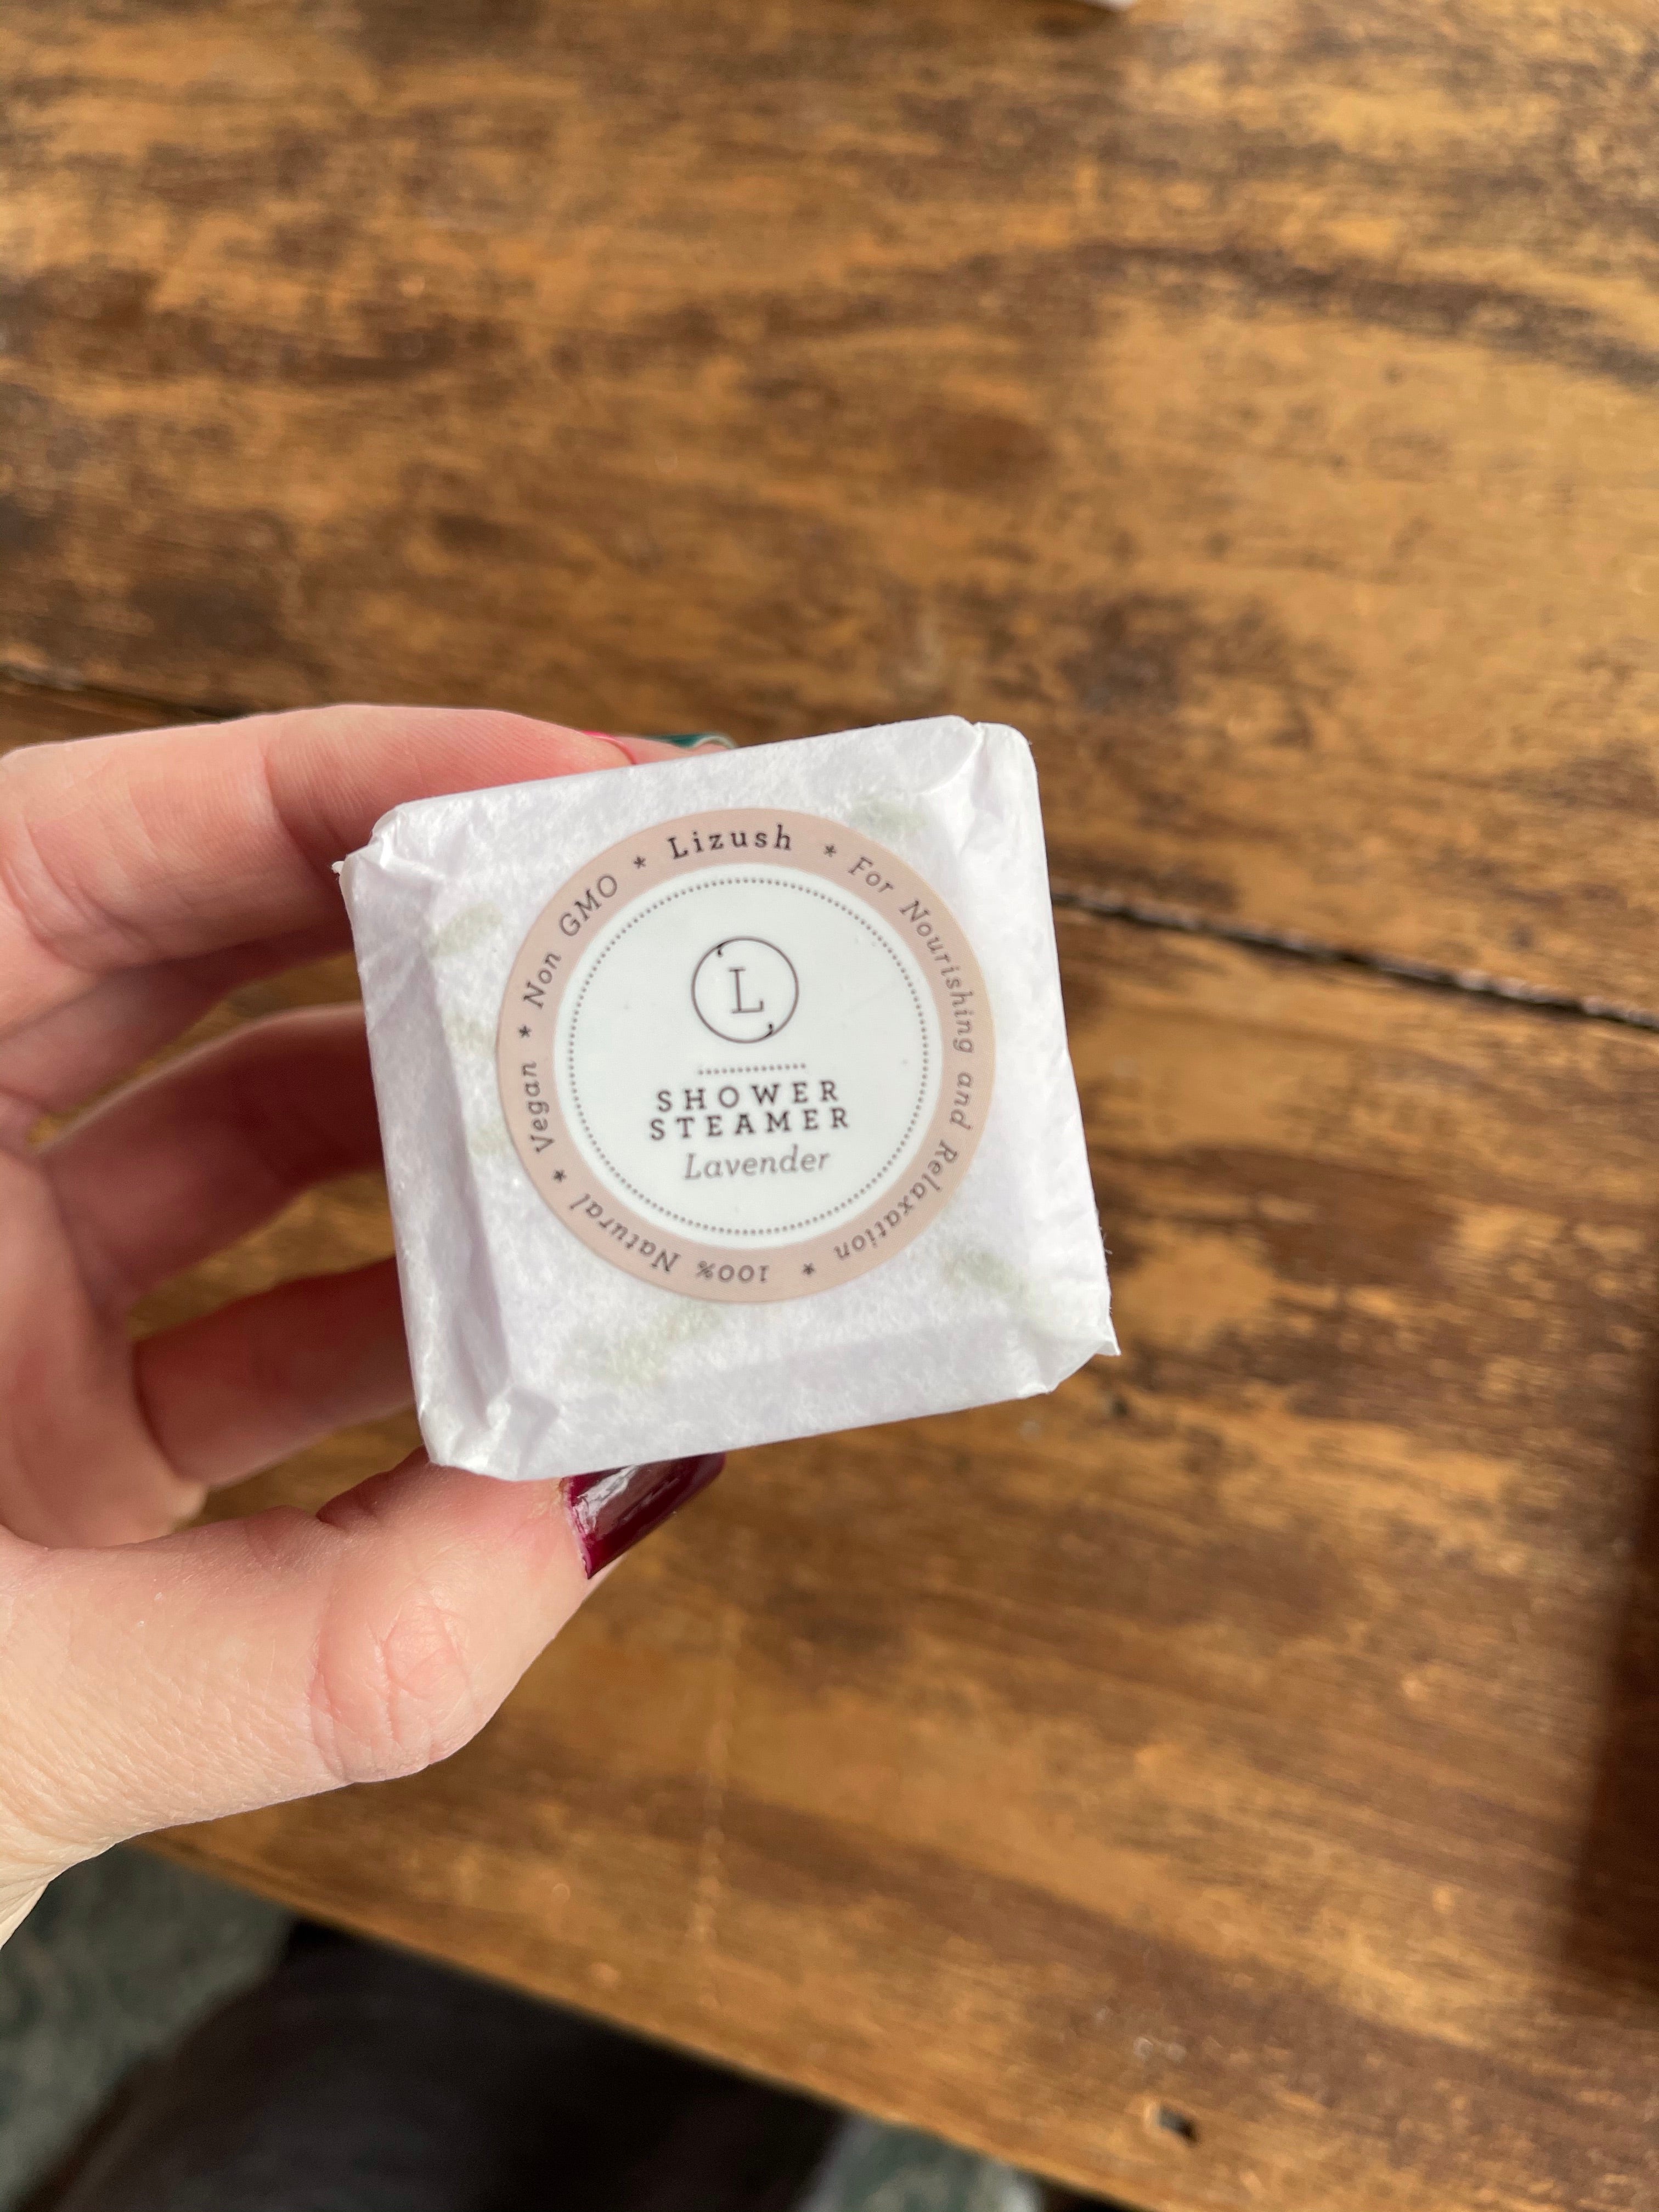 * Lizush * For Nourishing and Relaxation * 100% Natural * Vegan * Non GMO
L
SHOWER
STEAMER
Lavender